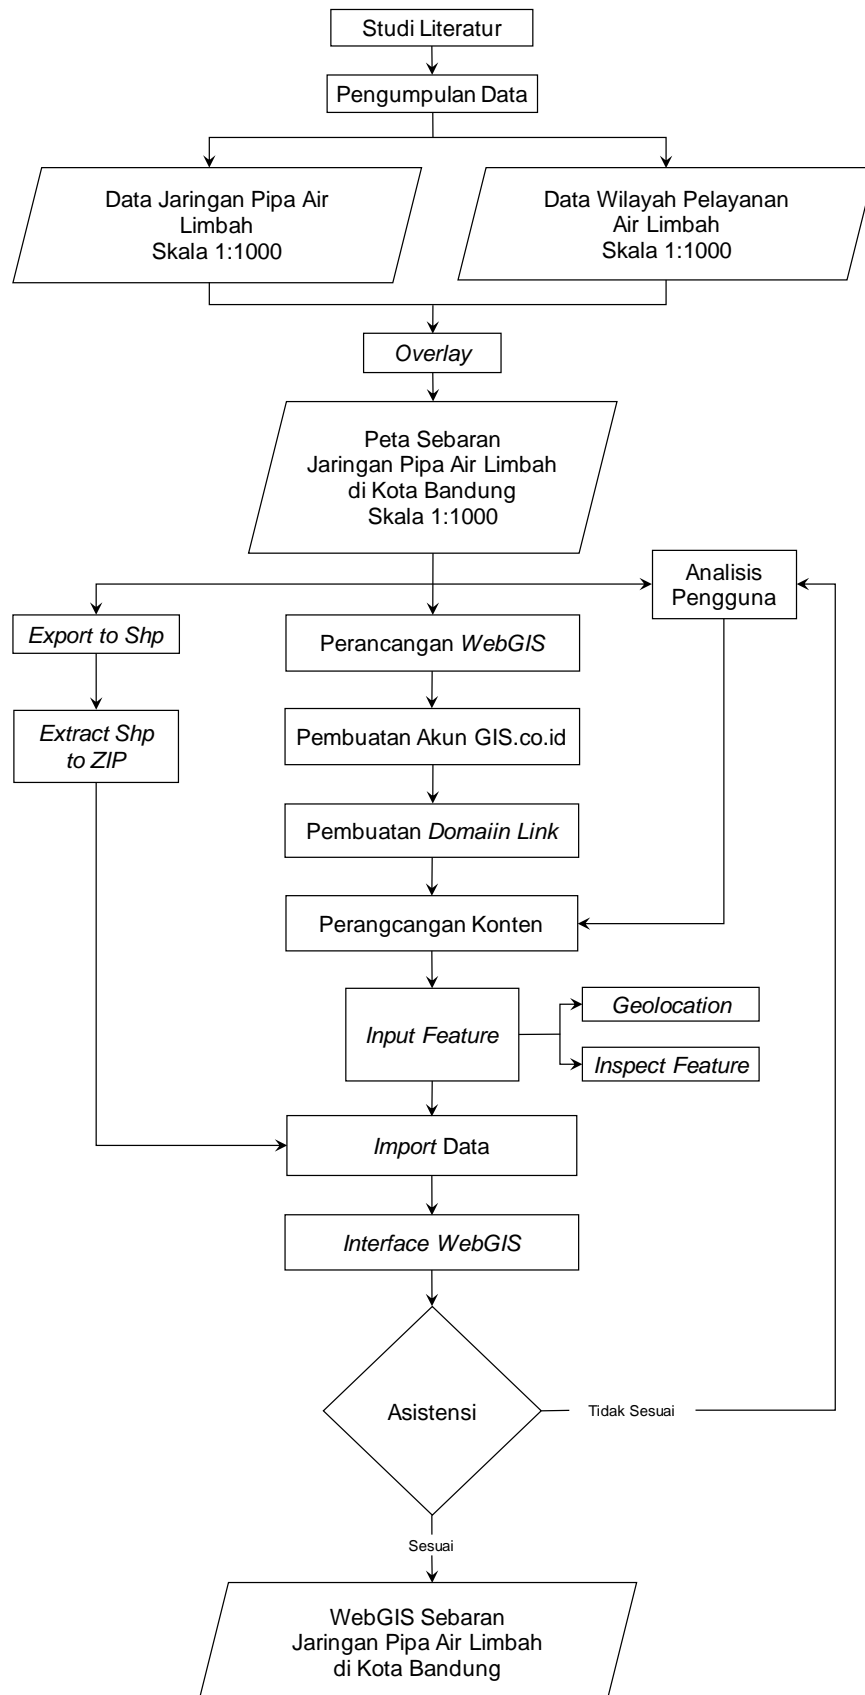 Studi Literatur
Pengumpulan Data
Data Jaringan Pipa Air
Limbah
Skala 1:1000
Data Wilayah Pelayanan
Air Limbah
Skala 1:1000
Overlay
Peta Sebaran
Jaringan Pipa Air Limbah
di Kota Bandung
Skala 1:1000
Analisis
Pengguna
Export to Shp
Perancangan WebGIS
Extract Shp
to ZIP
Pembuatan Akun GIS.co.id
Pembuatan Domaiin Link
Perangcangan Konten
Input Feature
Geolocation
Inspect Feature
Import Data
Interface WebGIS
Asistensi
Tidak Sesuai
Sesuai
WebGIS Sebaran
Jaringan Pipa Air Limbah
di Kota Bandung